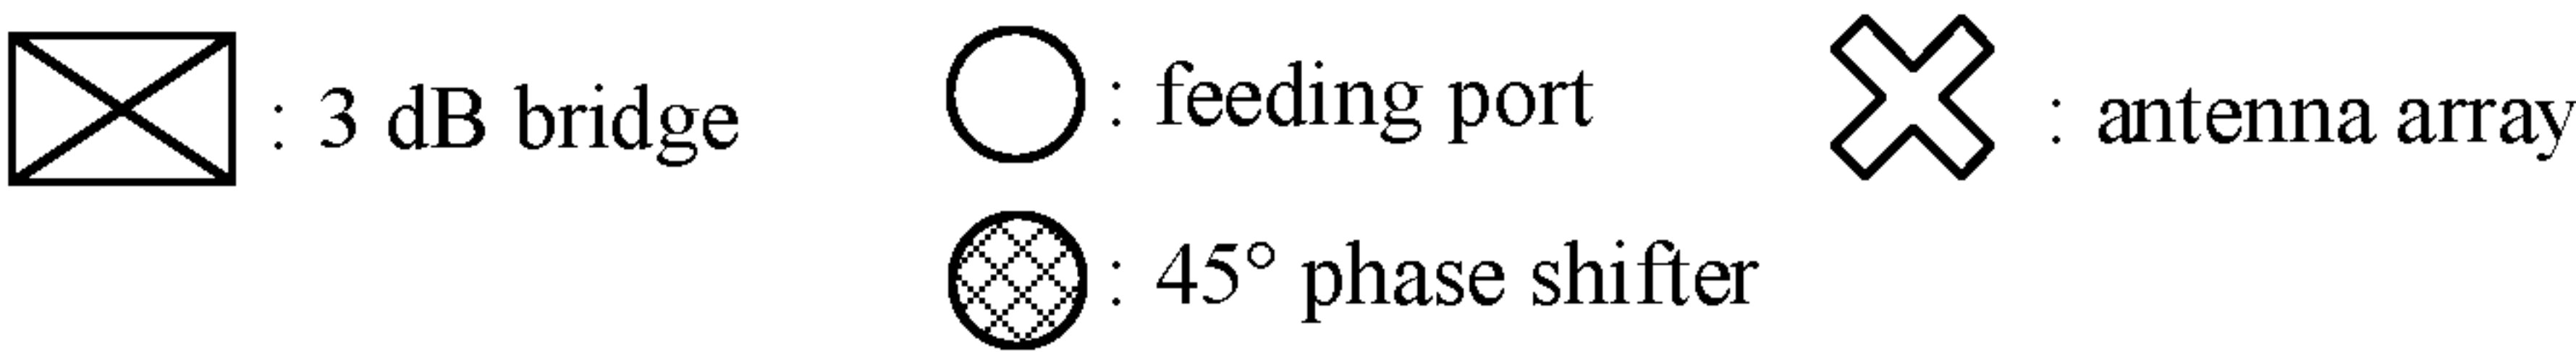 : 3 dB bridge : feeding port : antenna array
: 45° phase shifter